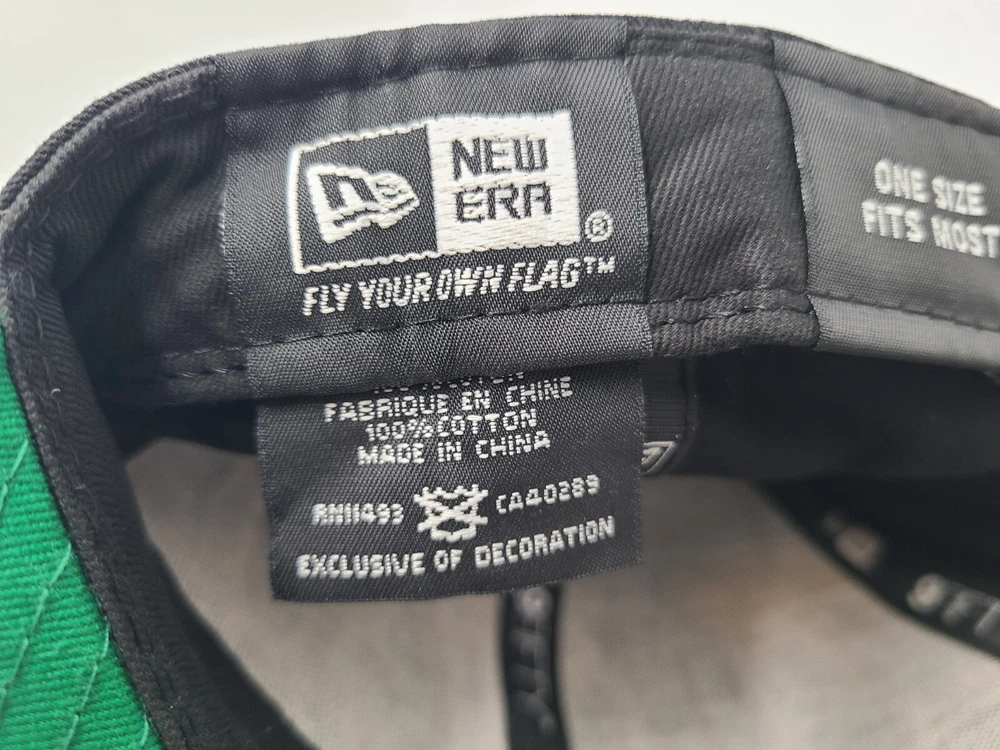 NEW
ERA
®
FLY YOUR OWN FLAG™
ONE SIZE
FITS MOST
FABRIQUÉ EN CHINE
100% COTTON
MADE IN CHINA
RN11493 CA40289
EXCLUSIVE OF DECORATION